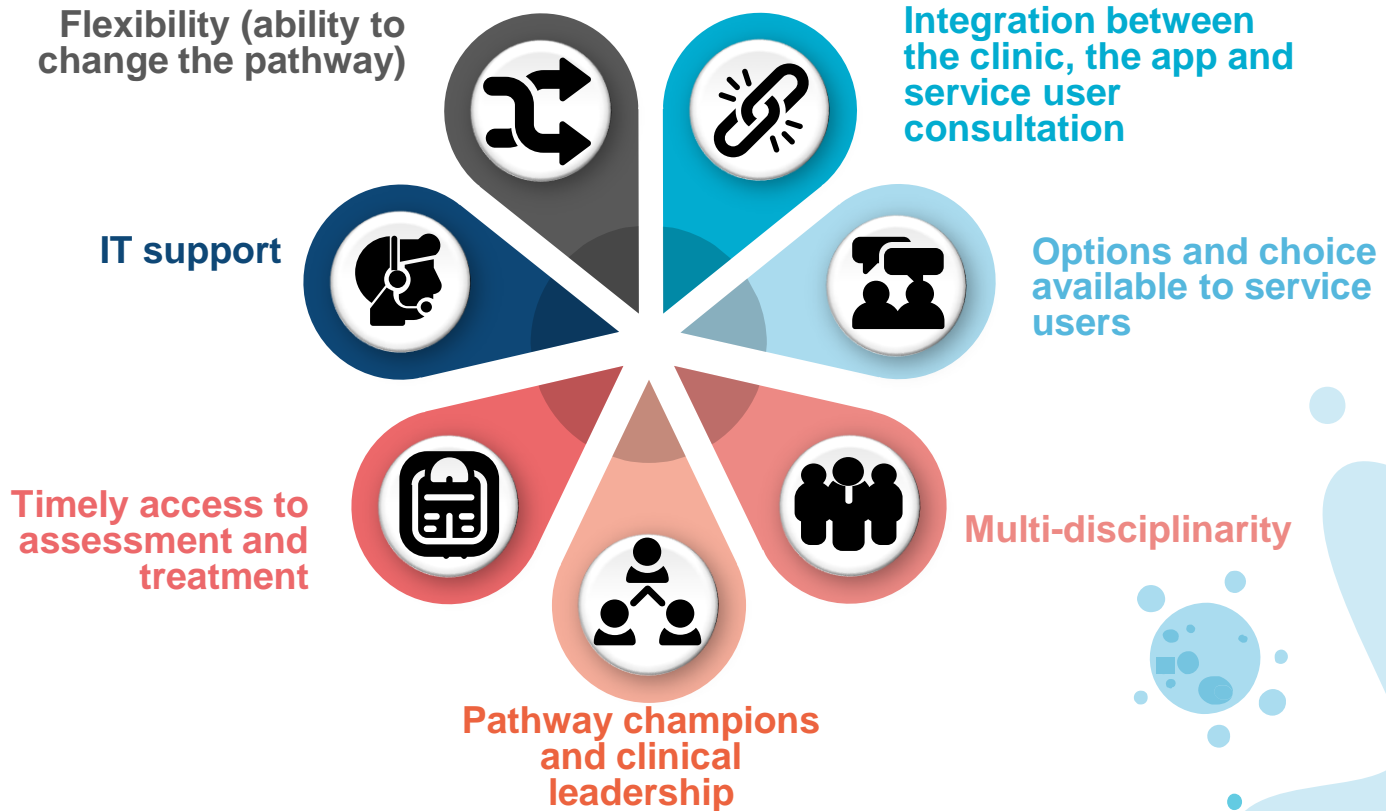 Flexibility (ability to
change the pathway)
Integration between
the clinic, the app and
service user
consultation
IT support
Options and choice
available to service
users
Timely access to
assessment and
treatment
Multi-disciplinarity
Pathway champions
and clinical
leadership